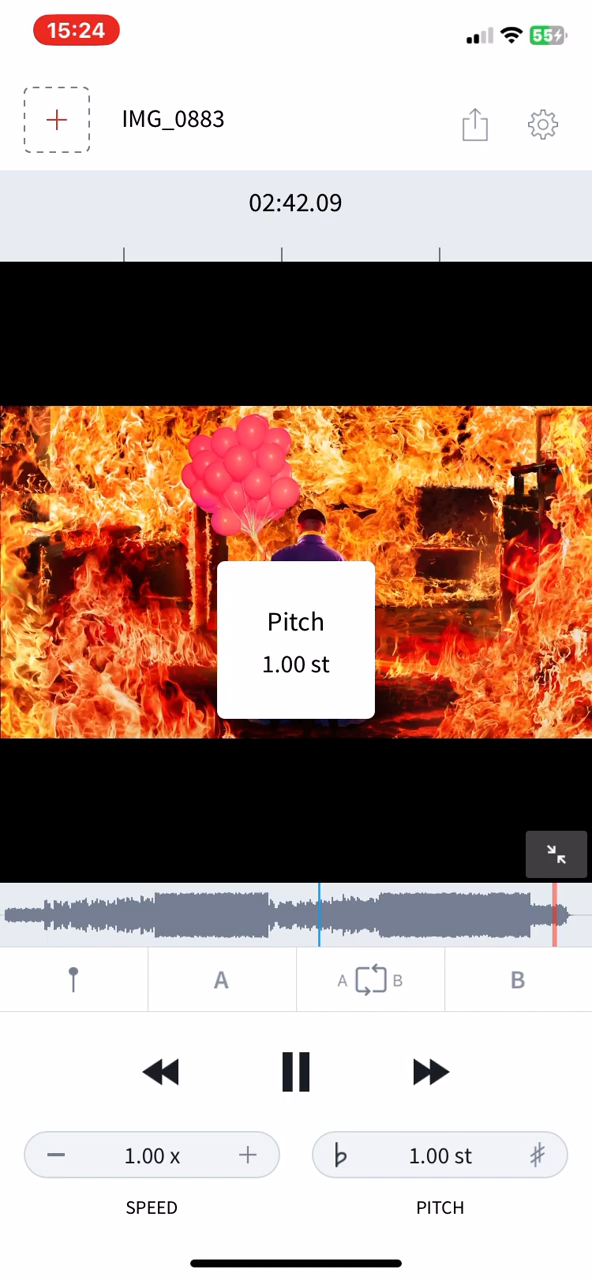 15:24
55
IMG_0883
02:42.09
Pitch
1.00 st
A
A B
B
1.00 x
♭ 1.00 st ♯
SPEED
PITCH